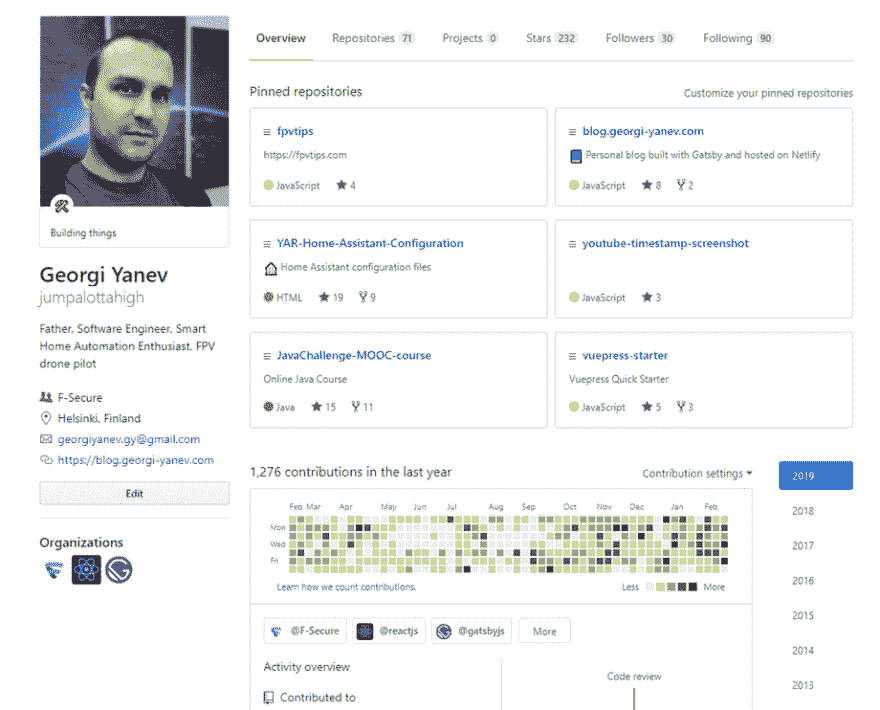 Overview Repositories 71 Projects 0 Stars 232 Followers 30 Following 90
Pinned repositories Customize your pinned repositories
fpvtips
https://fpvtips.com
JavaScript 4
blog.georgi-yanev.com
Personal blog built with Gatsby and hosted on Netlify
JavaScript 8 2
YAR-Home-Assistant-Configuration
Home Assistant configuration files
HTML 19 9
youtube-timestamp-screenshot
JavaScript 3
JavaChallenge-MOOC-course
Online Java Course
Java 15 11
vuepress-starter
Vuepress Quick Starter
JavaScript 5 3
Building things
Georgi Yanev
jumpalottahigh
Father, Software Engineer, Smart
Home Automation Enthusiast, FPV
drone pilot
F-Secure
Helsinki, Finland
georgiyanev.gy@gmail.com
https://blog.georgi-yanev.com
Edit
Organizations
1,276 contributions in the last year Contribution settings
Feb Mar Apr May Jun Jul Aug Sep Oct Nov Dec Jan Feb
Mon
Wed
Fri
Learn how we count contributions. Less More
@F-Secure @reactjs @gatsbyjs More
Activity overview
Contributed to
Code review
2019
2018
2017
2016
2015
2014
2013